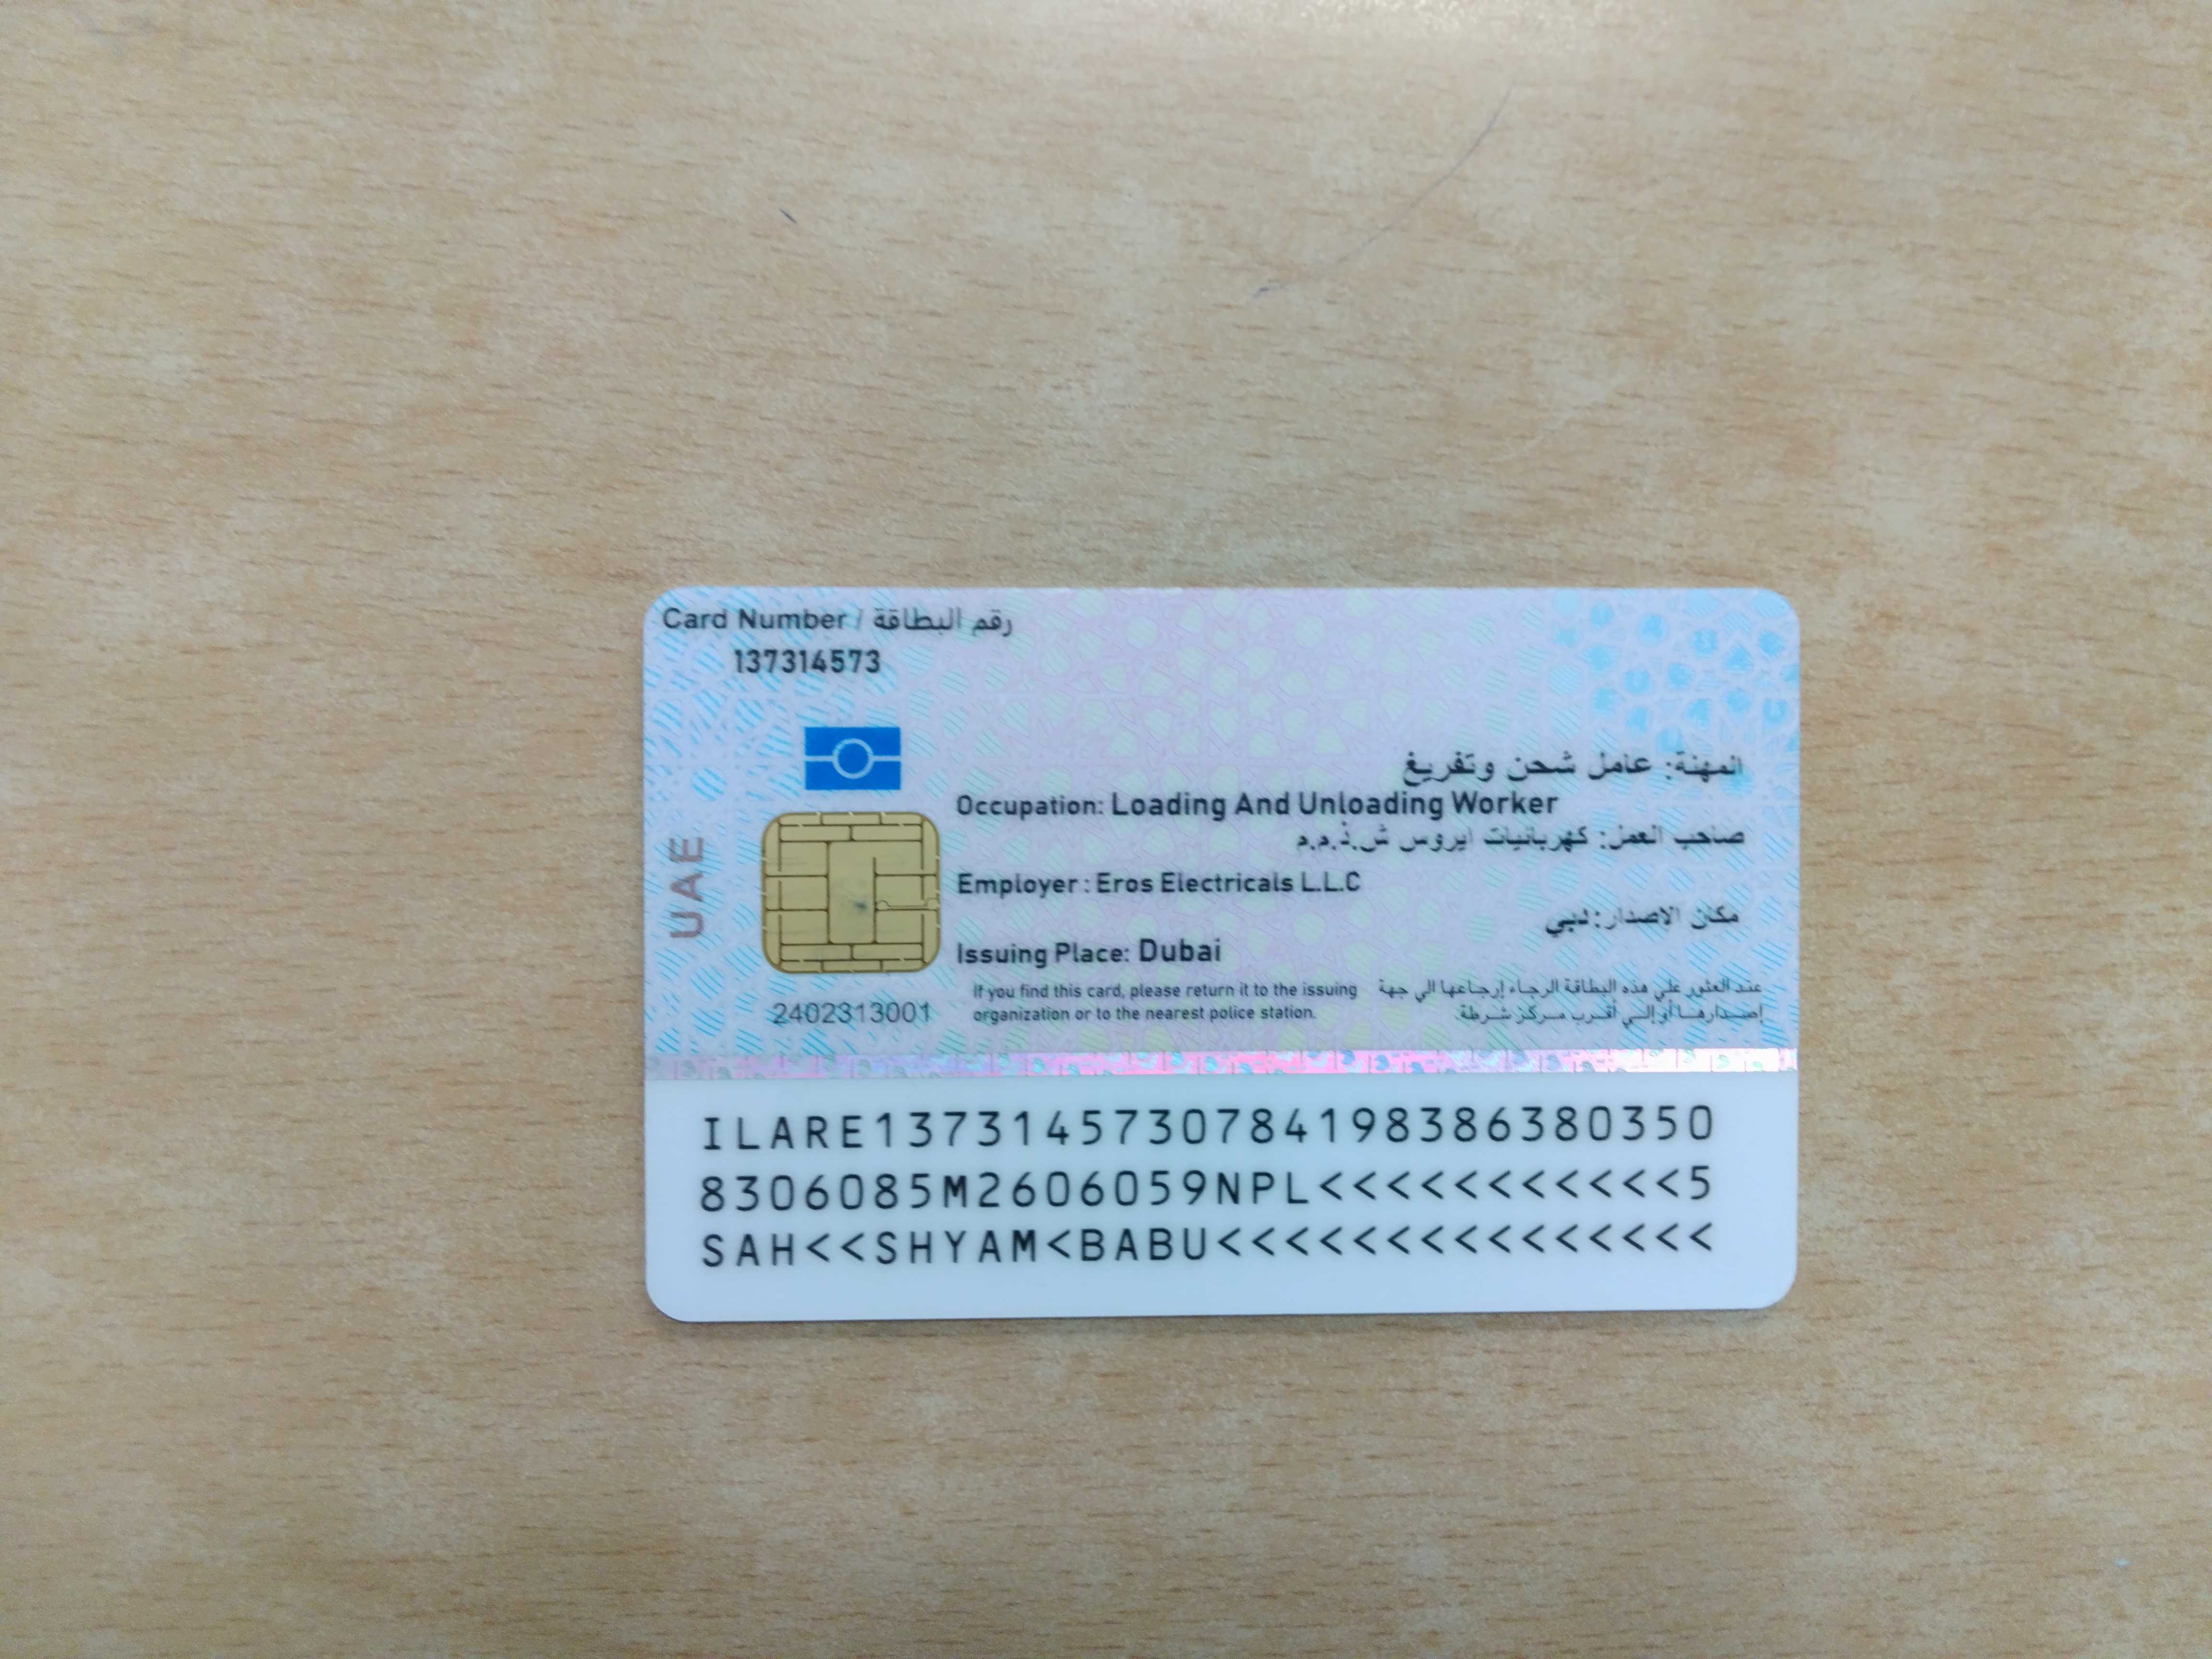 Card Number / رقم البطاقة
137314573
المهنة: عامل شحن وتفريغ
Occupation: Loading And Unloading Worker
صاحب العمل: كهربائيات ايروس ش.ذ.م.م
Employer : Eros Electricals L.L.C
مكان الاصدار: دبي
Issuing Place: Dubai
UAE
2402313001
If you find this card, please return it to the issuing
organization or to the nearest police station.
عند العثور على هذه البطاقة الرجاء إرجاعها الي جهة
إصدارها أو إلى أقرب مركز شرطة.
ILARE1373145730784198386380350
8306085M2606059NPL<<<<<<<<<<<5
SAH<<SHYAM<BABU<<<<<<<<<<<<<<<